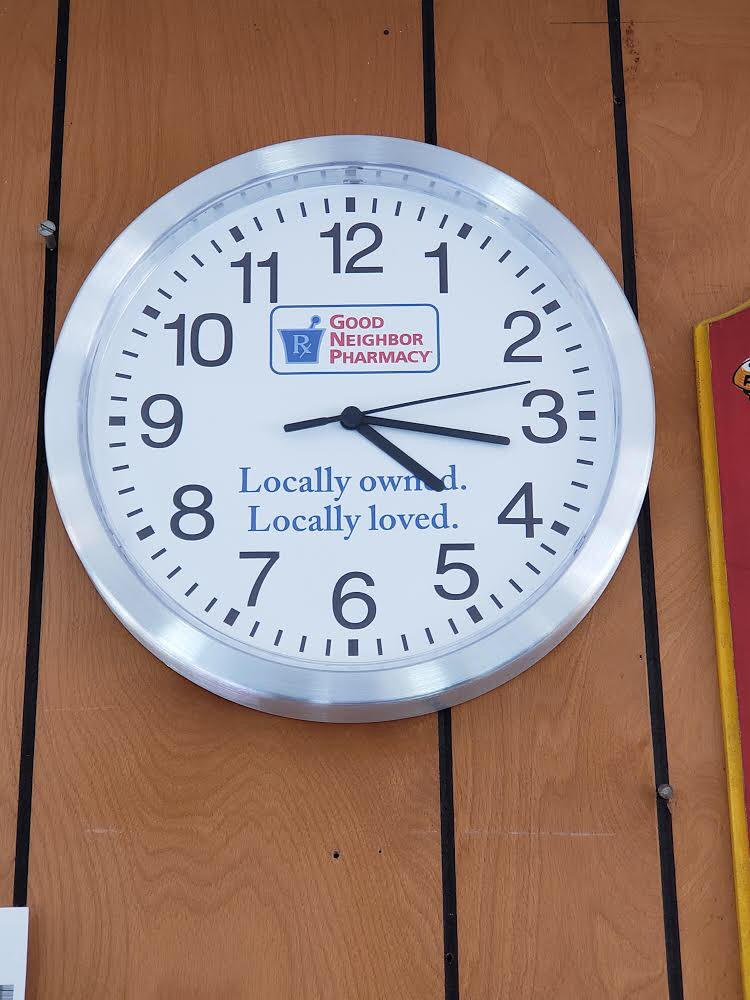 12
11 1
GOOD
NEIGHBOR
PHARMACY
10 2
9 3
Locally owned.
8 4
Locally loved.
7 5
6